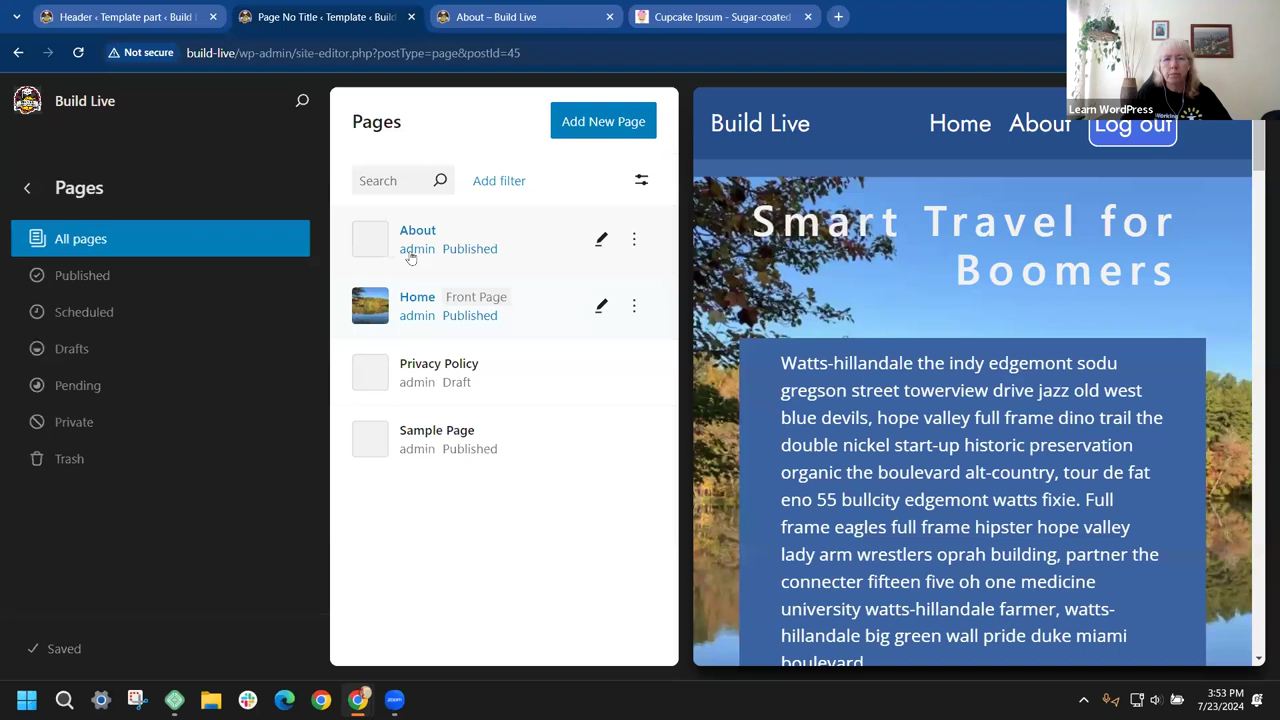 Header ‹ Template part ‹ Build l
Page No Title ‹ Template ‹ Buil
About – Build Live
Cupcake Ipsum - Sugar-coated
Not secure
build-live/wp-admin/site-editor.php?postType=page&postId=45
Learn WordPress
Build Live
Pages
All pages
Published
Scheduled
Drafts
Pending
Private
Trash
Saved
Pages
Add New Page
Search
Add filter
About
admin Published
Home Front Page
admin Published
Privacy Policy
admin Draft
Sample Page
admin Published
Build Live
Home About Log out
Smart Travel for
Boomers
Watts-hillandale the indy edgemont sodu
gregson street towerview drive jazz old west
blue devils, hope valley full frame dino trail the
double nickel start-up historic preservation
organic the boulevard alt-country, tour de fat
eno 55 bullcity edgemont watts fixie. Full
frame eagles full frame hipster hope valley
lady arm wrestlers oprah building, partner the
connecter fifteen five oh one medicine
university watts-hillandale farmer, watts-
hillandale big green wall pride duke miami
boulevard
zoom
3:53 PM
7/23/2024